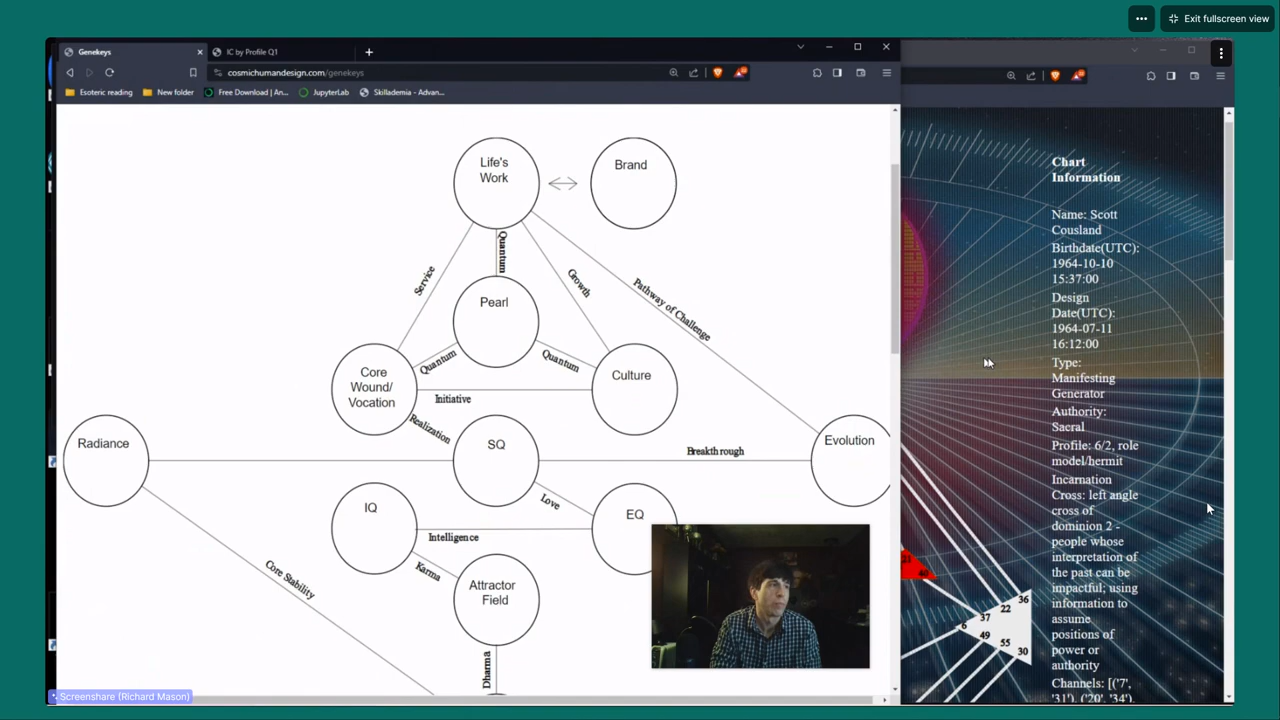 Exit fullscreen view
Genekeys
IC by Profile Q1
cosmichumandesign.com/genekeys
Esoteric reading
New folder
Free Download | An...
JupyterLab
Skillademia - Advan...
Life's
Work
Brand
Quantum
Service
Growth
Pathway of Challenge
Pearl
Quantum
Quantum
Core
Wound/
Vocation
Culture
Initiative
Realization
Radiance
SQ
Breakthrough
Evolution
Love
IQ
EQ
Intelligence
Karma
Core Stability
Attractor
Field
Dharma
Screenshare (Richard Mason)
Chart
Information
Name: Scott
Cousland
Birthdate(UTC):
1964-10-10
15:37:00
Design
Date(UTC):
1964-07-11
16:12:00
Type:
Manifesting
Generator
Authority:
Sacral
Profile: 6/2, role
model/hermit
Incarnation
Cross: left angle
cross of
dominion 2 -
people whose
interpretation of
the past can be
impactful; using
information to
assume
positions of
power or
authority
Channels: [('7',
'31'), ('20', '34'),
21
40
36
22
37
6
49
55
30